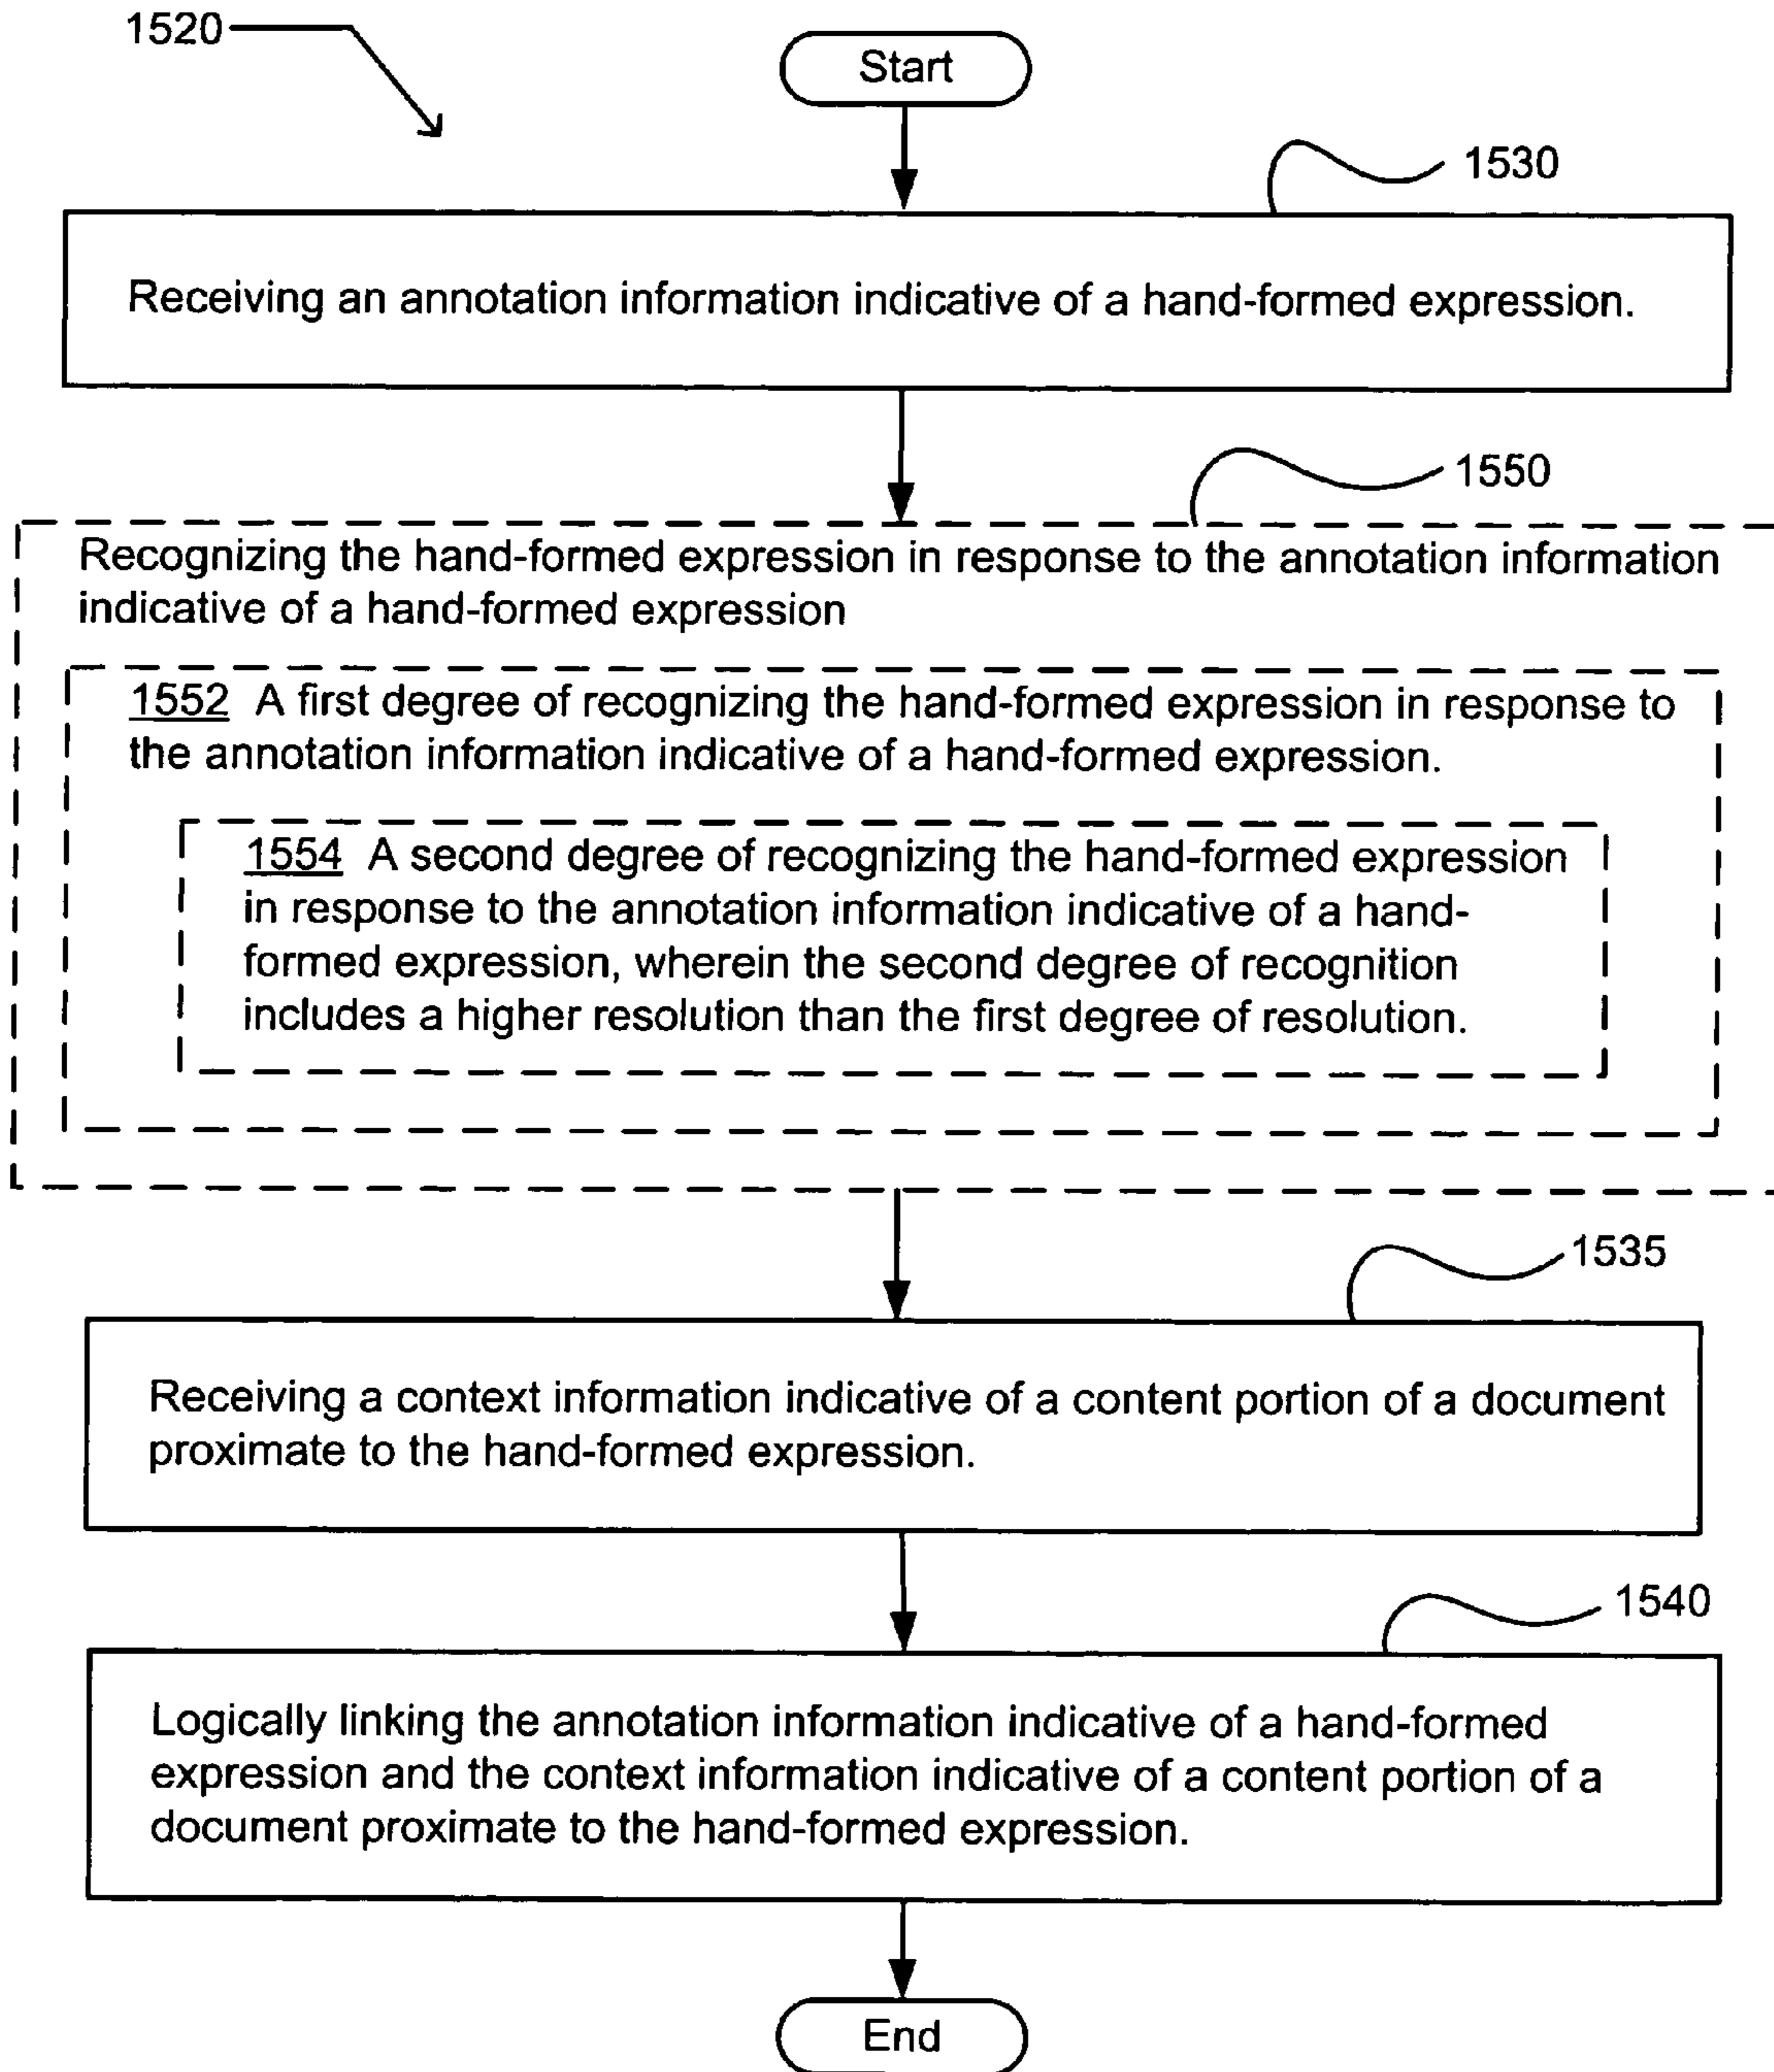 1520
Start
1530
Receiving an annotation information indicative of a hand-formed expression.
1550
Recognizing the hand-formed expression in response to the annotation information
indicative of a hand-formed expression
1552 A first degree of recognizing the hand-formed expression in response to
the annotation information indicative of a hand-formed expression.
1554 A second degree of recognizing the hand-formed expression
in response to the annotation information indicative of a hand-
formed expression, wherein the second degree of recognition
includes a higher resolution than the first degree of resolution.
1535
Receiving a context information indicative of a content portion of a document
proximate to the hand-formed expression.
1540
Logically linking the annotation information indicative of a hand-formed
expression and the context information indicative of a content portion of a
document proximate to the hand-formed expression.
End